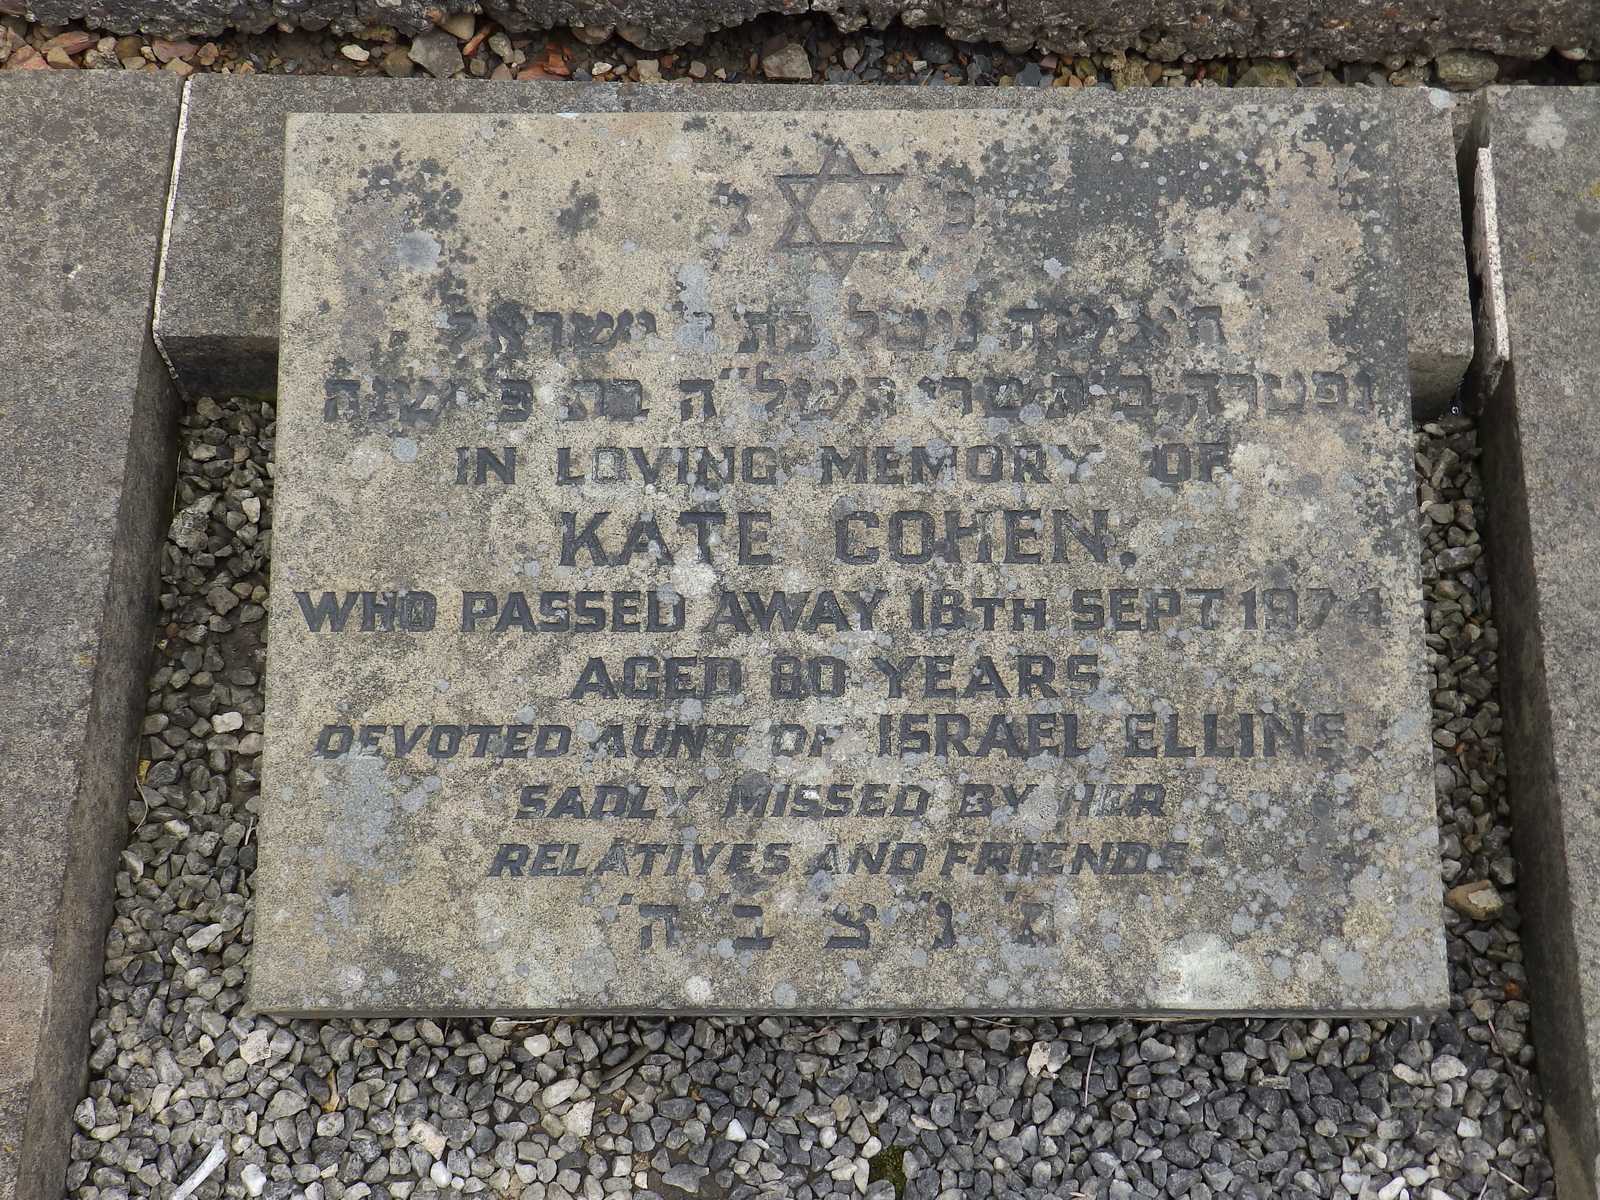 פ נ
האשה גיטל בת ר' ישראל
נפטרה ב' תשרי תשל"ה בת פ' שנה
IN LOVING MEMORY OF
KATE COHEN,
WHO PASSED AWAY 18TH SEPT 1974
AGED 80 YEARS
DEVOTED AUNT OF ISRAEL ELLINS.
SADLY MISSED BY HER
RELATIVES AND FRIENDS.
ת' נ' צ' ב' ה'